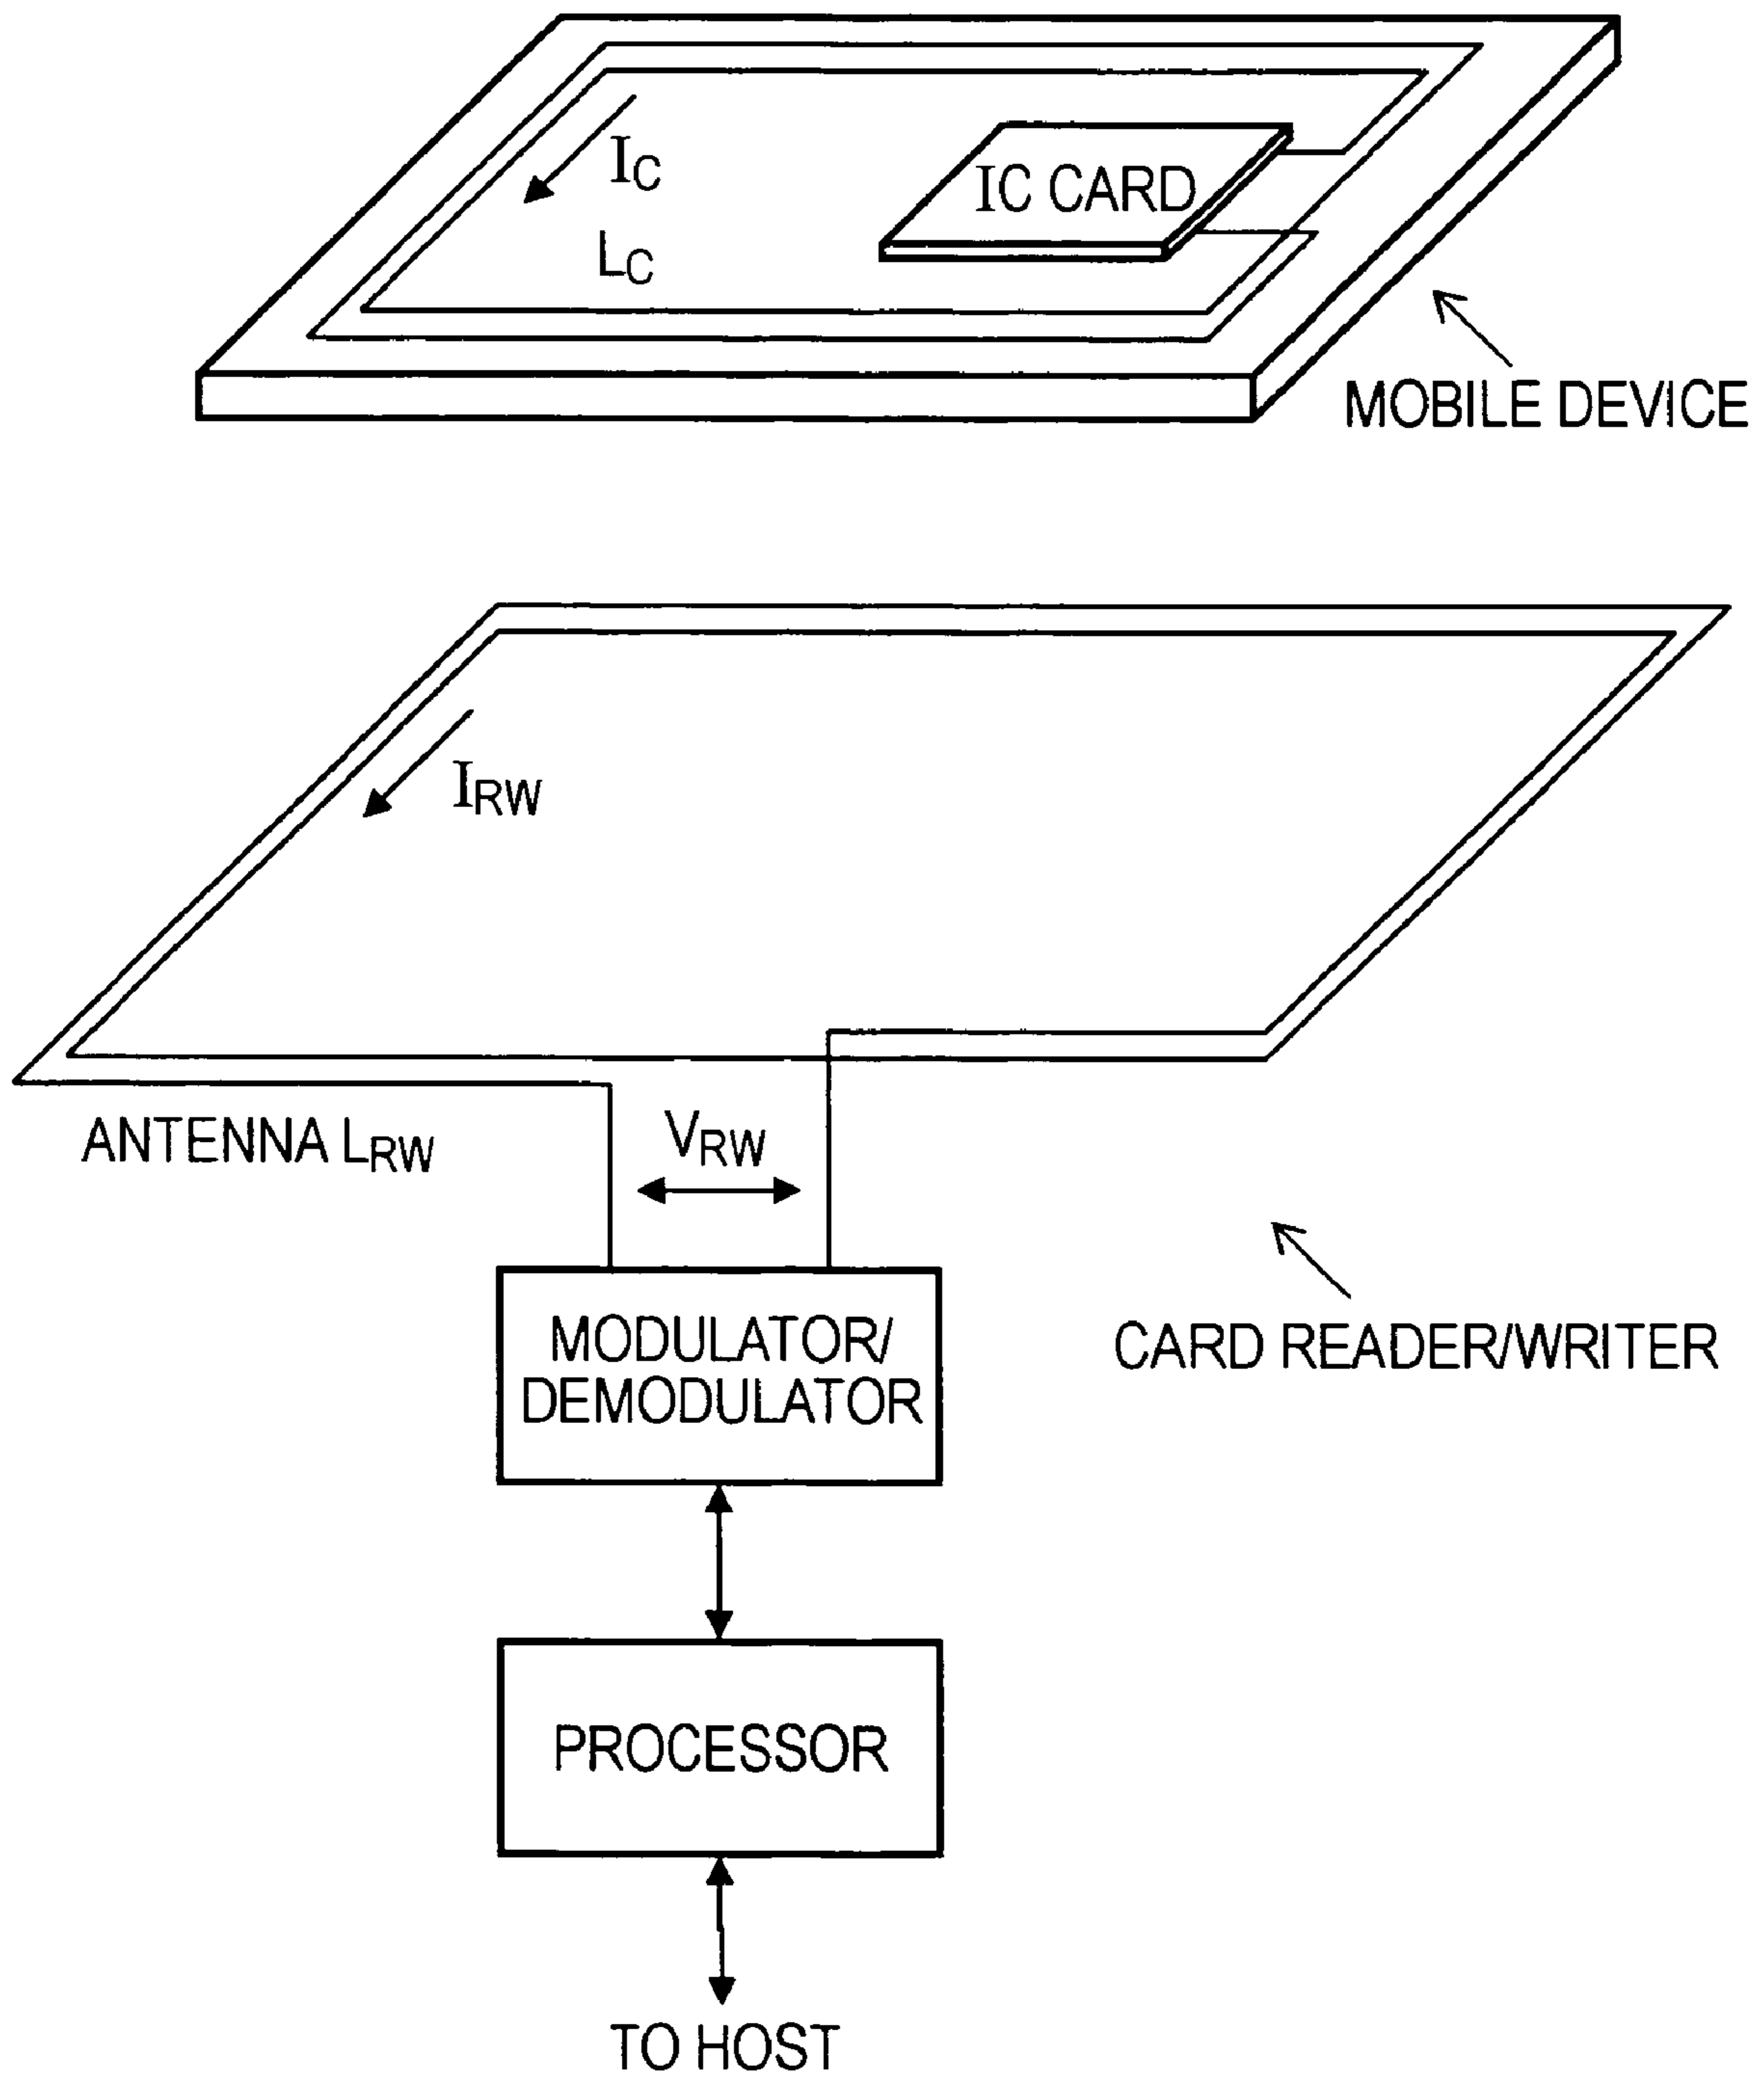 IC
IC CARD
LC
MOBILE DEVICE
IRW
ANTENNA LRW
VRW
CARD READER/WRITER
MODULATOR/
DEMODULATOR
PROCESSOR
TO HOST